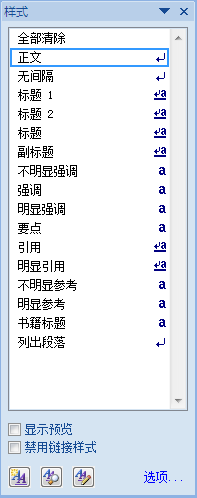 样式
全部清除
正文
无间隔
标题 1
标题 2
标题
副标题
不明显强调
强调
明显强调
要点
引用
明显引用
不明显参考
明显参考
书籍标题
列出段落
显示预览
禁用链接样式
选项...